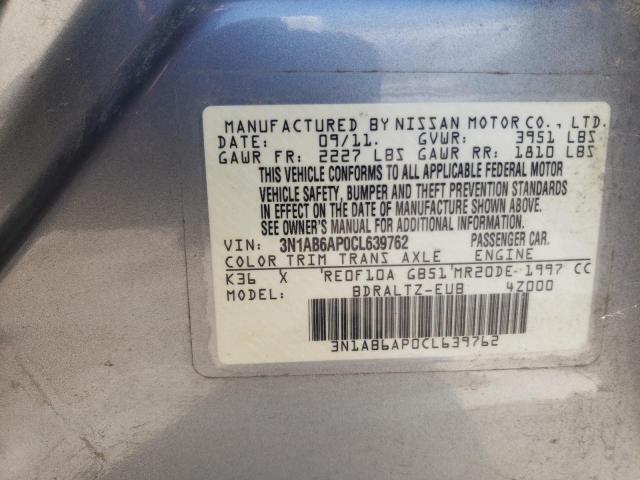 MANUFACTURED BY NISSAN MOTOR CO., LTD.
DATE: 09/11. GVWR: 3951 LBS
GAWR FR: 2227 LBS GAWR RR: 1810 LBS
THIS VEHICLE CONFORMS TO ALL APPLICABLE FEDERAL MOTOR
VEHICLE SAFETY, BUMPER AND THEFT PREVENTION STANDARDS
IN EFFECT ON THE DATE OF MANUFACTURE SHOWN ABOVE.
SEE OWNER'S MANUAL FOR ADDITIONAL INFORMATION.
VIN: 3N1AB6AP0CL639762 PASSENGER CAR.
COLOR TRIM TRANS AXLE ENGINE
K36 X RE0F10A GB51 MR20DE 1997 CC
MODEL: BDRALTZ-EUB 4Z000
3N1AB6AP0CL639762